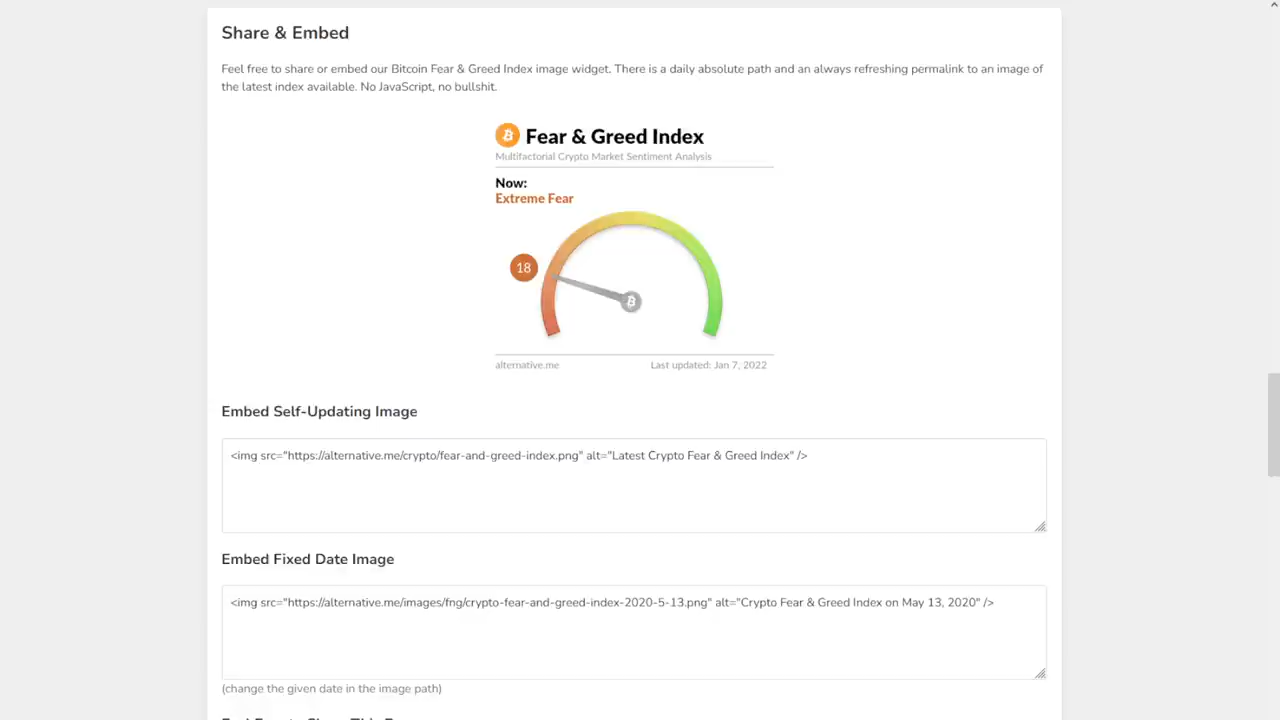 Share & Embed
Feel free to share or embed our Bitcoin Fear & Greed Index image widget. There is a daily absolute path and an always refreshing permalink to an image of
the latest index available. No JavaScript, no bullshit.
Fear & Greed Index
Multifactorial Crypto Market Sentiment Analysis
Now:
Extreme Fear
18
alternative.me
Last updated: Jan 7, 2022
Embed Self-Updating Image
<img src="https://alternative.me/crypto/fear-and-greed-index.png" alt="Latest Crypto Fear & Greed Index" />
Embed Fixed Date Image
<img src="https://alternative.me/images/fng/crypto-fear-and-greed-index-2020-5-13.png" alt="Crypto Fear & Greed Index on May 13, 2020" />
(change the given date in the image path)